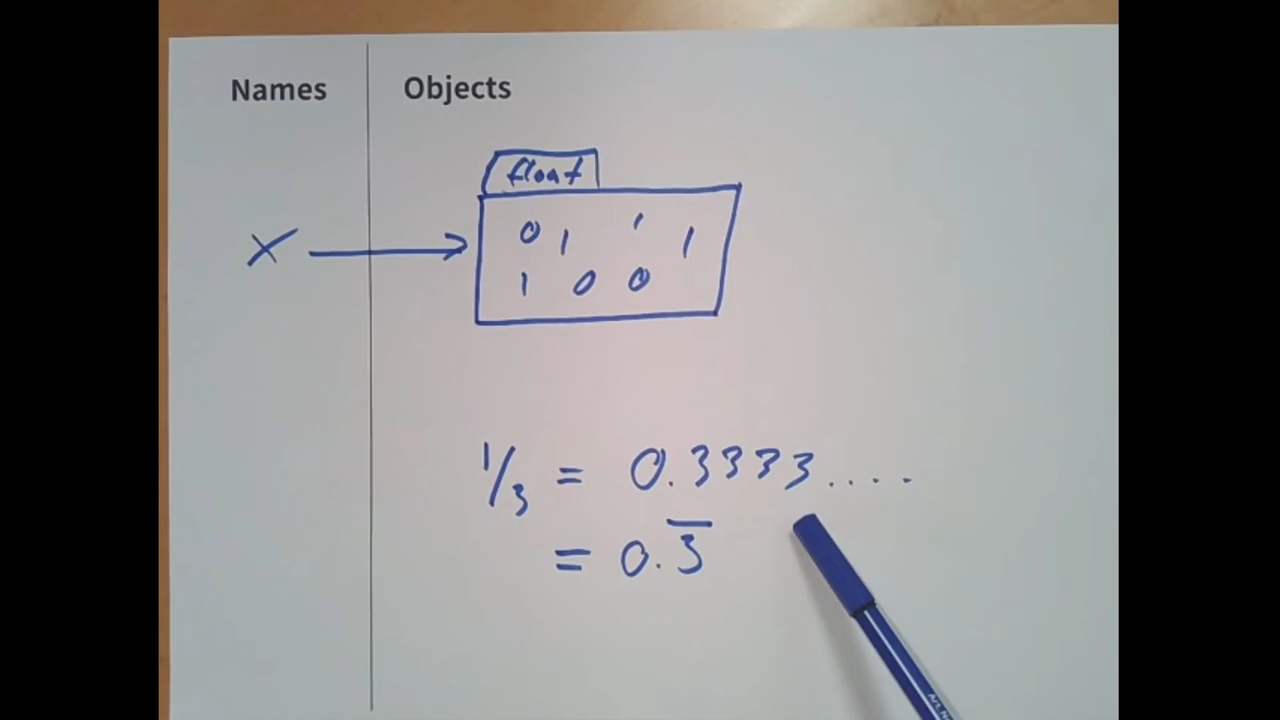 Names Objects
float
X
0 1 1 1
1 0 0
1/3 = 0.3333....
= 0.3̅